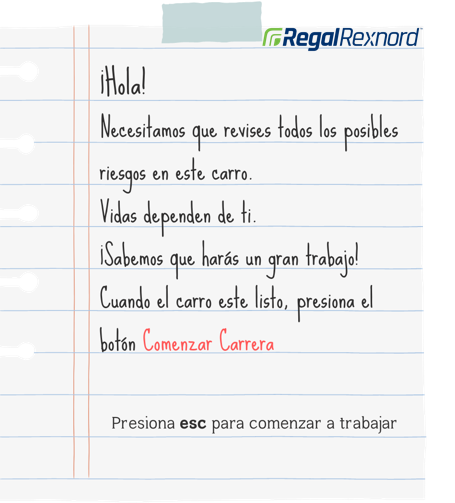 RegalRexnord™
¡Hola!
Necesitamos que revises todos los posibles
riesgos en este carro.
Vidas dependen de ti.
¡Sabemos que harás un gran trabajo!
Cuando el carro este listo, presiona el
botón Comenzar Carrera
Presiona esc para comenzar a trabajar